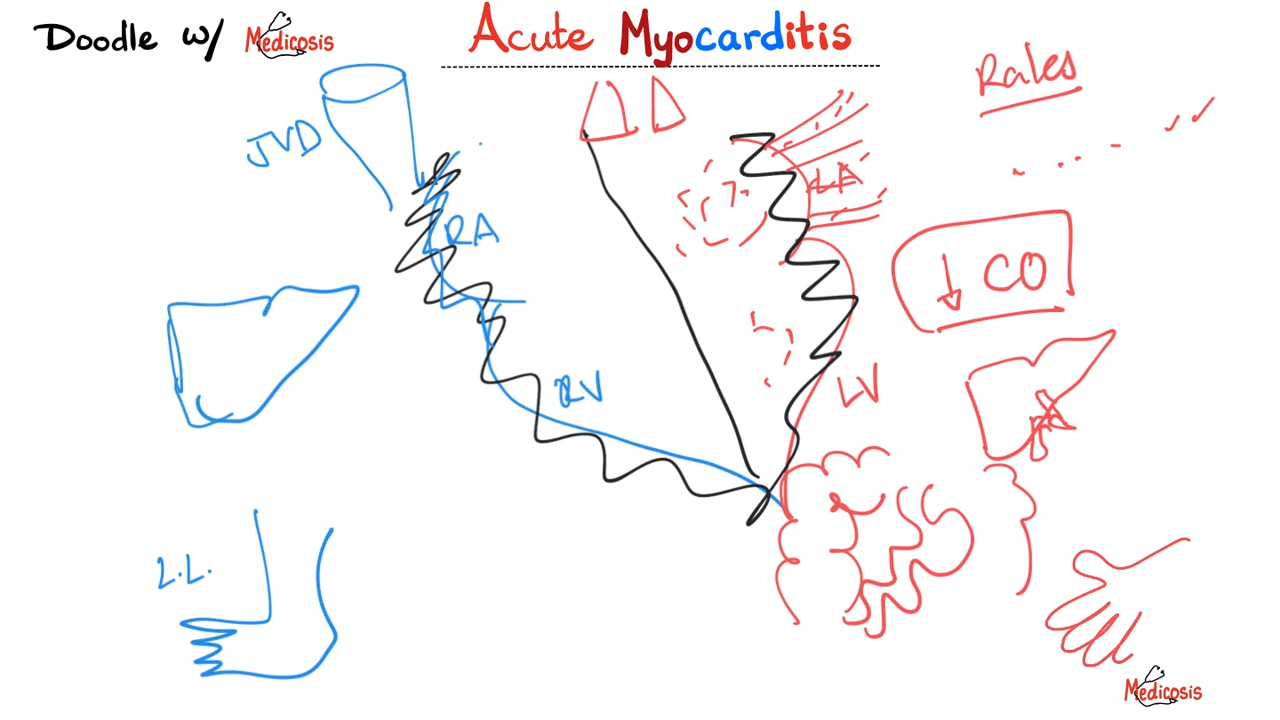 Doodle w/ Medicosis
Acute Myocarditis
Rales
JVD
LA
RA
↓ CO
RV
LV
L.L.
Medicosis